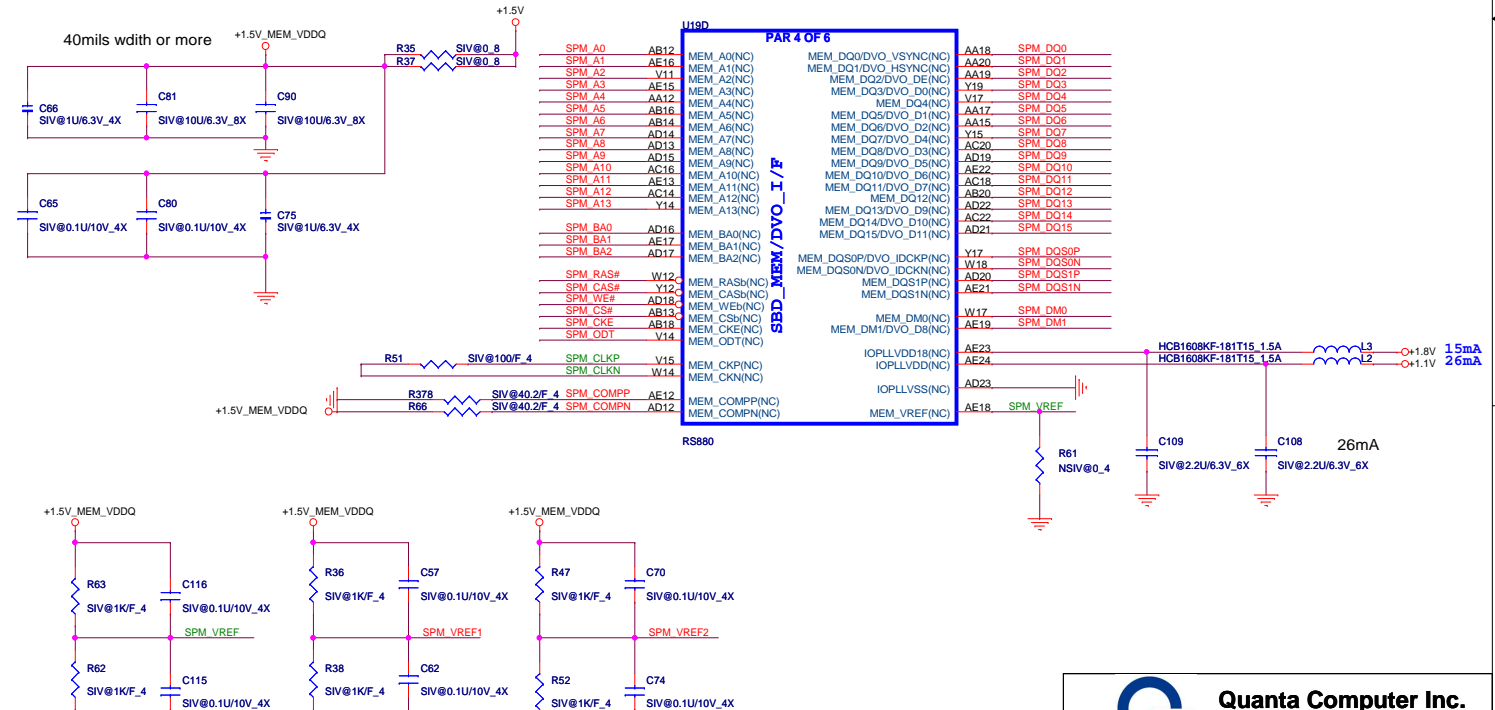 +1.5V
40mils wdith or more
+1.5V_MEM_VDDQ
R35 SIV@0_8
R37 SIV@0_8
C66
SIV@1U/6.3V_4X
C81
SIV@10U/6.3V_8X
C90
SIV@10U/6.3V_8X
C65
SIV@0.1U/10V_4X
C80
SIV@0.1U/10V_4X
C75
SIV@1U/6.3V_4X
U19D
PAR 4 OF 6
SBD_MEM/DVO_I/F
SPM_A0 AB12 MEM_A0(NC)
SPM_A1 AE16 MEM_A1(NC)
SPM_A2 V11 MEM_A2(NC)
SPM_A3 AE15 MEM_A3(NC)
SPM_A4 AA12 MEM_A4(NC)
SPM_A5 AB16 MEM_A5(NC)
SPM_A6 AB14 MEM_A6(NC)
SPM_A7 AD14 MEM_A7(NC)
SPM_A8 AD13 MEM_A8(NC)
SPM_A9 AD15 MEM_A9(NC)
SPM_A10 AC16 MEM_A10(NC)
SPM_A11 AE13 MEM_A11(NC)
SPM_A12 AC14 MEM_A12(NC)
SPM_A13 Y14 MEM_A13(NC)
SPM_BA0 AD16 MEM_BA0(NC)
SPM_BA1 AE17 MEM_BA1(NC)
SPM_BA2 AD17 MEM_BA2(NC)
SPM_RAS# W12 MEM_RASb(NC)
SPM_CAS# Y12 MEM_CASb(NC)
SPM_WE# AD18 MEM_WEb(NC)
SPM_CS# AB13 MEM_CSb(NC)
SPM_CKE AB18 MEM_CKE(NC)
SPM_ODT V14 MEM_ODT(NC)
R51 SIV@100/F_4 SPM_CLKP V15 MEM_CKP(NC)
SPM_CLKN W14 MEM_CKN(NC)
R378 SIV@40.2/F_4 SPM_COMPP AE12 MEM_COMPP(NC)
+1.5V_MEM_VDDQ R66 SIV@40.2/F_4 SPM_COMPN AD12 MEM_COMPN(NC)
MEM_DQ0/DVO_VSYNC(NC) AA18 SPM_DQ0
MEM_DQ1/DVO_HSYNC(NC) AA20 SPM_DQ1
MEM_DQ2/DVO_DE(NC) AA19 SPM_DQ2
MEM_DQ3/DVO_D0(NC) Y19 SPM_DQ3
MEM_DQ4(NC) V17 SPM_DQ4
MEM_DQ5/DVO_D1(NC) AA17 SPM_DQ5
MEM_DQ6/DVO_D2(NC) AA15 SPM_DQ6
MEM_DQ7/DVO_D4(NC) Y15 SPM_DQ7
MEM_DQ8/DVO_D3(NC) AC20 SPM_DQ8
MEM_DQ9/DVO_D5(NC) AD19 SPM_DQ9
MEM_DQ10/DVO_D6(NC) AE22 SPM_DQ10
MEM_DQ11/DVO_D7(NC) AC18 SPM_DQ11
MEM_DQ12(NC) AB20 SPM_DQ12
MEM_DQ13/DVO_D9(NC) AD22 SPM_DQ13
MEM_DQ14/DVO_D10(NC) AC22 SPM_DQ14
MEM_DQ15/DVO_D11(NC) AD21 SPM_DQ15
MEM_DQS0P/DVO_IDCKP(NC) Y17 SPM_DQS0P
MEM_DQS0N/DVO_IDCKN(NC) W18 SPM_DQS0N
MEM_DQS1P(NC) AD20 SPM_DQS1P
MEM_DQS1N(NC) AE21 SPM_DQS1N
MEM_DM0(NC) W17 SPM_DM0
MEM_DM1/DVO_D8(NC) AE19 SPM_DM1
IOPLLVDD18(NC) AE23 HCB1608KF-181T15_1.5A L3 +1.8V 15mA
IOPLLVDD(NC) AE24 HCB1608KF-181T15_1.5A L2 +1.1V 26mA
IOPLLVSS(NC) AD23
MEM_VREF(NC) AE18 SPM_VREF
RS880
R61
NSIV@0_4
C109
SIV@2.2U/6.3V_6X
C108
SIV@2.2U/6.3V_6X
26mA
+1.5V_MEM_VDDQ
R63
SIV@1K/F_4
C116
SIV@0.1U/10V_4X
SPM_VREF
R62
SIV@1K/F_4
C115
SIV@0.1U/10V_4X
+1.5V_MEM_VDDQ
R36
SIV@1K/F_4
C57
SIV@0.1U/10V_4X
SPM_VREF1
R38
SIV@1K/F_4
C62
SIV@0.1U/10V_4X
+1.5V_MEM_VDDQ
R47
SIV@1K/F_4
C70
SIV@0.1U/10V_4X
SPM_VREF2
R52
SIV@1K/F_4
C74
SIV@0.1U/10V_4X
Quanta Computer Inc.